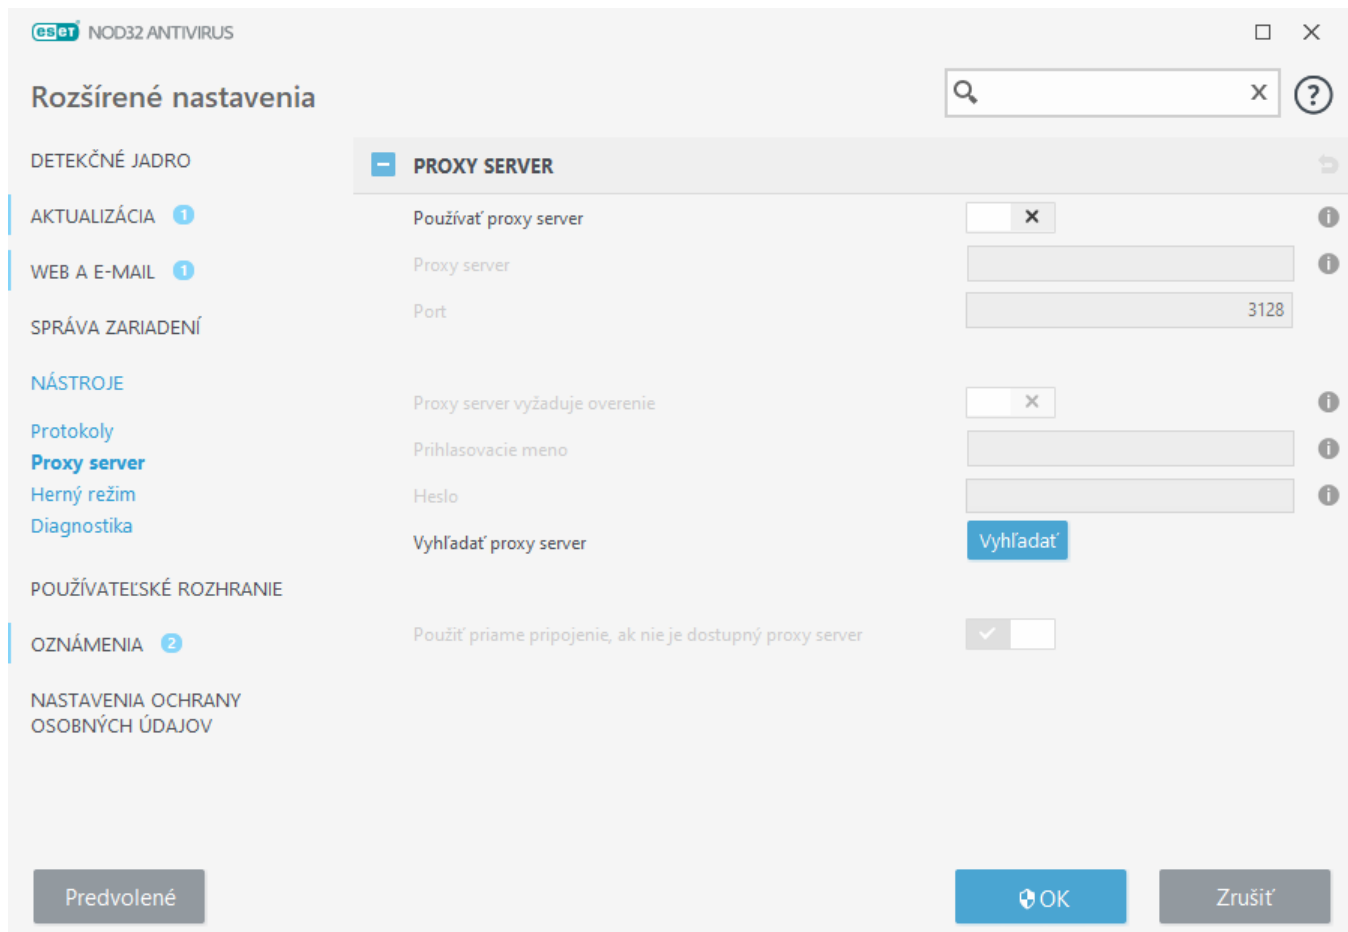 eset NOD32 ANTIVIRUS
Rozšírené nastavenia
DETEKČNÉ JADRO
AKTUALIZÁCIA 1
WEB A E-MAIL 1
SPRÁVA ZARIADENÍ
NÁSTROJE
Protokoly
Proxy server
Herný režim
Diagnostika
POUŽÍVATEĽSKÉ ROZHRANIE
OZNÁMENIA 2
NASTAVENIA OCHRANY
OSOBNÝCH ÚDAJOV
PROXY SERVER
Používať proxy server
Proxy server
Port 3128
Proxy server vyžaduje overenie
Prihlasovacie meno
Heslo
Vyhľadať proxy server Vyhľadať
Použiť priame pripojenie, ak nie je dostupný proxy server
Predvolené OK Zrušiť